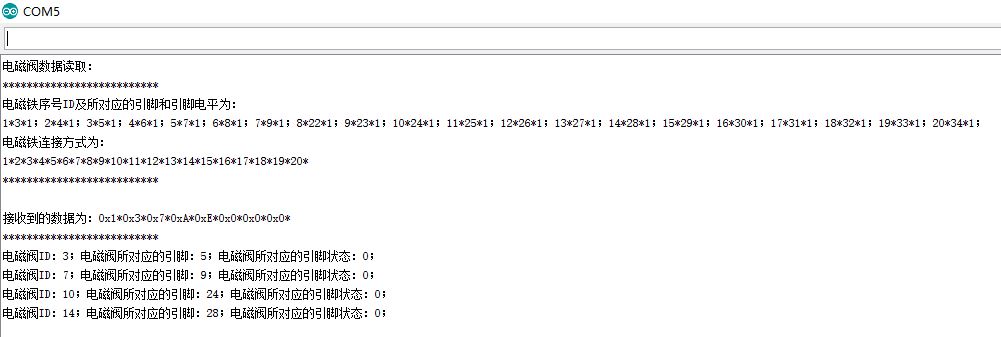 COM5
电磁阀数据读取：
**************************
电磁铁序号ID及所对应的引脚和引脚电平为：
1*3*1；2*4*1；3*5*1；4*6*1；5*7*1；6*8*1；7*9*1；8*22*1；9*23*1；10*24*1；11*25*1；12*26*1；13*27*1；14*28*1；15*29*1；16*30*1；17*31*1；18*32*1；19*33*1；20*34*1；
电磁铁连接方式为：
1*2*3*4*5*6*7*8*9*10*11*12*13*14*15*16*17*18*19*20*
**************************
接收到的数据为：0x1*0x3*0x7*0xA*0xE*0x0*0x0*0x0*
**************************
电磁阀ID：3；电磁阀所对应的引脚：5；电磁阀所对应的引脚状态：0；
电磁阀ID：7；电磁阀所对应的引脚：9；电磁阀所对应的引脚状态：0；
电磁阀ID：10；电磁阀所对应的引脚：24；电磁阀所对应的引脚状态：0；
电磁阀ID：14；电磁阀所对应的引脚：28；电磁阀所对应的引脚状态：0；